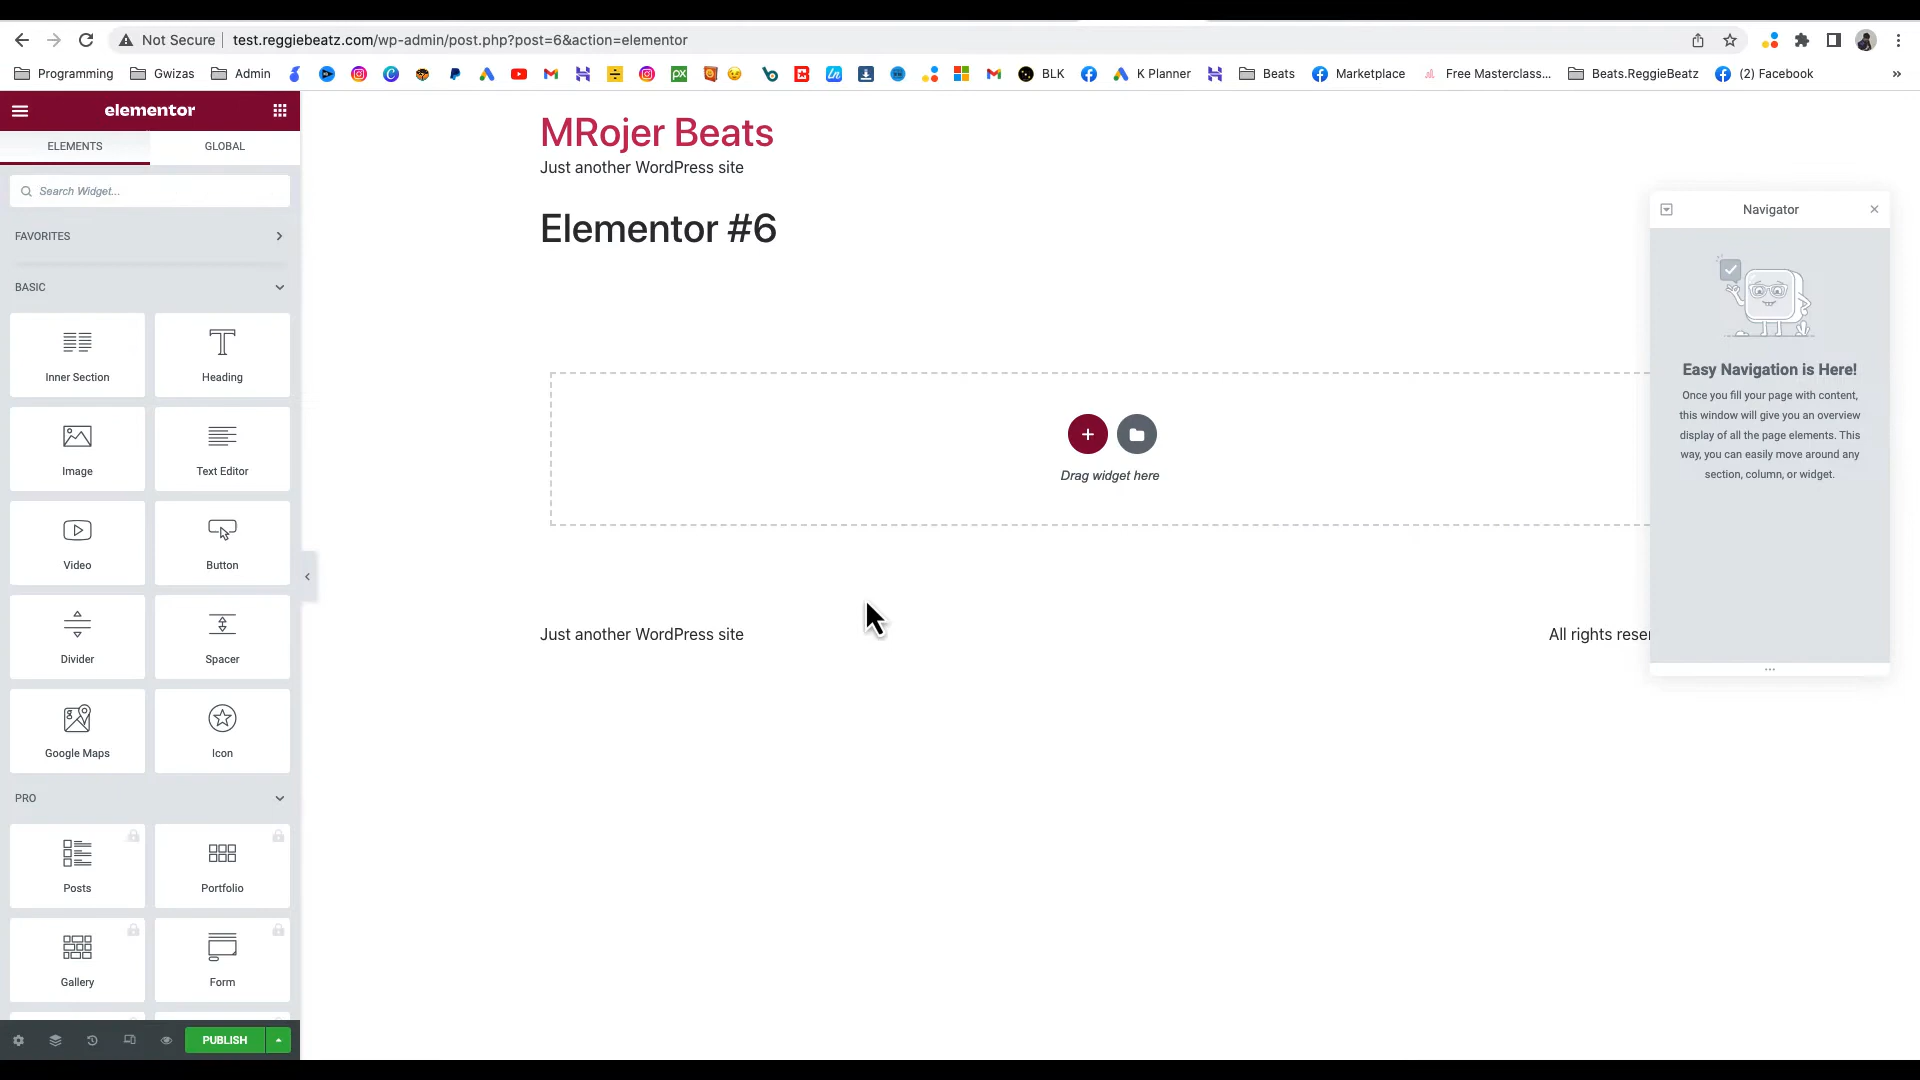 Not Secure
test.reggiebeatz.com/wp-admin/post.php?post=6&action=elementor
Programming
Gwizas
Admin
BLK
K Planner
Beats
Marketplace
Free Masterclass...
Beats.ReggieBeatz
(2) Facebook
»
elementor
ELEMENTS
GLOBAL
Search Widget...
FAVORITES
BASIC
Inner Section
Heading
Image
Text Editor
Video
Button
Divider
Spacer
Google Maps
Icon
PRO
Posts
Portfolio
Gallery
Form
PUBLISH
MRojer Beats
Just another WordPress site
Elementor #6
Drag widget here
Just another WordPress site
All rights reser
Navigator
Easy Navigation is Here!
Once you fill your page with content,
this window will give you an overview
display of all the page elements. This
way, you can easily move around any
section, column, or widget.